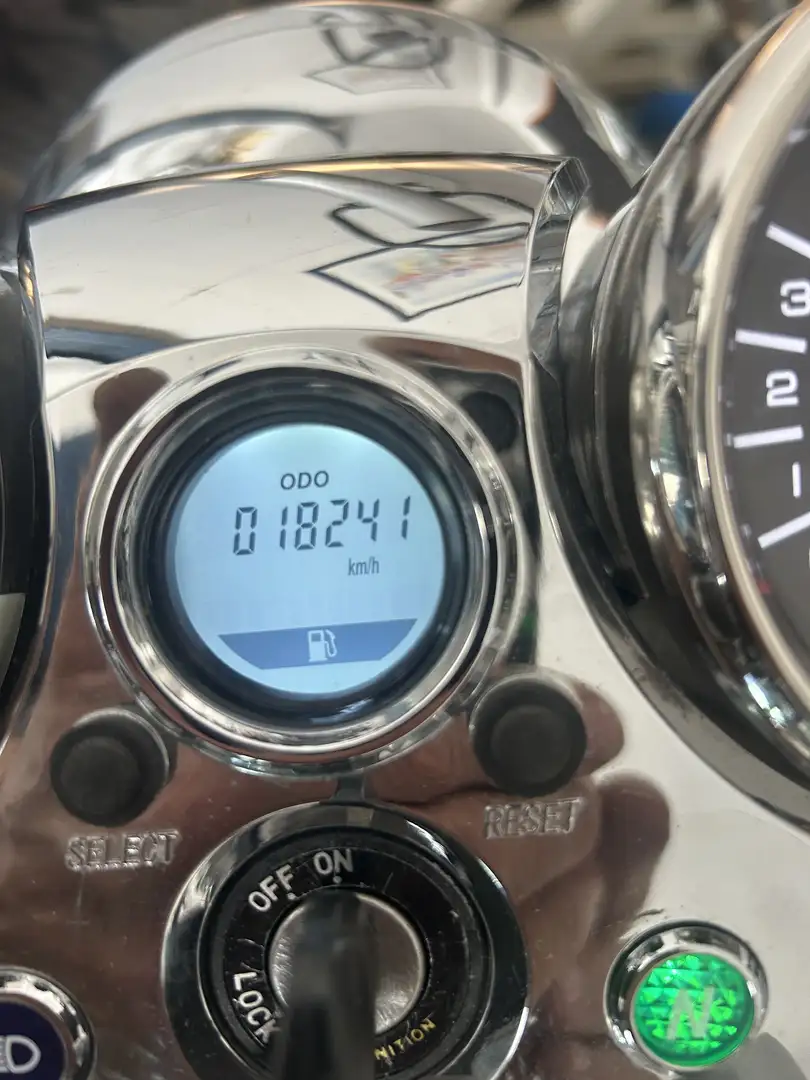 ODO
018241
km/h
3
2
1
SELECT
RESET
OFF ON
LOCK
N